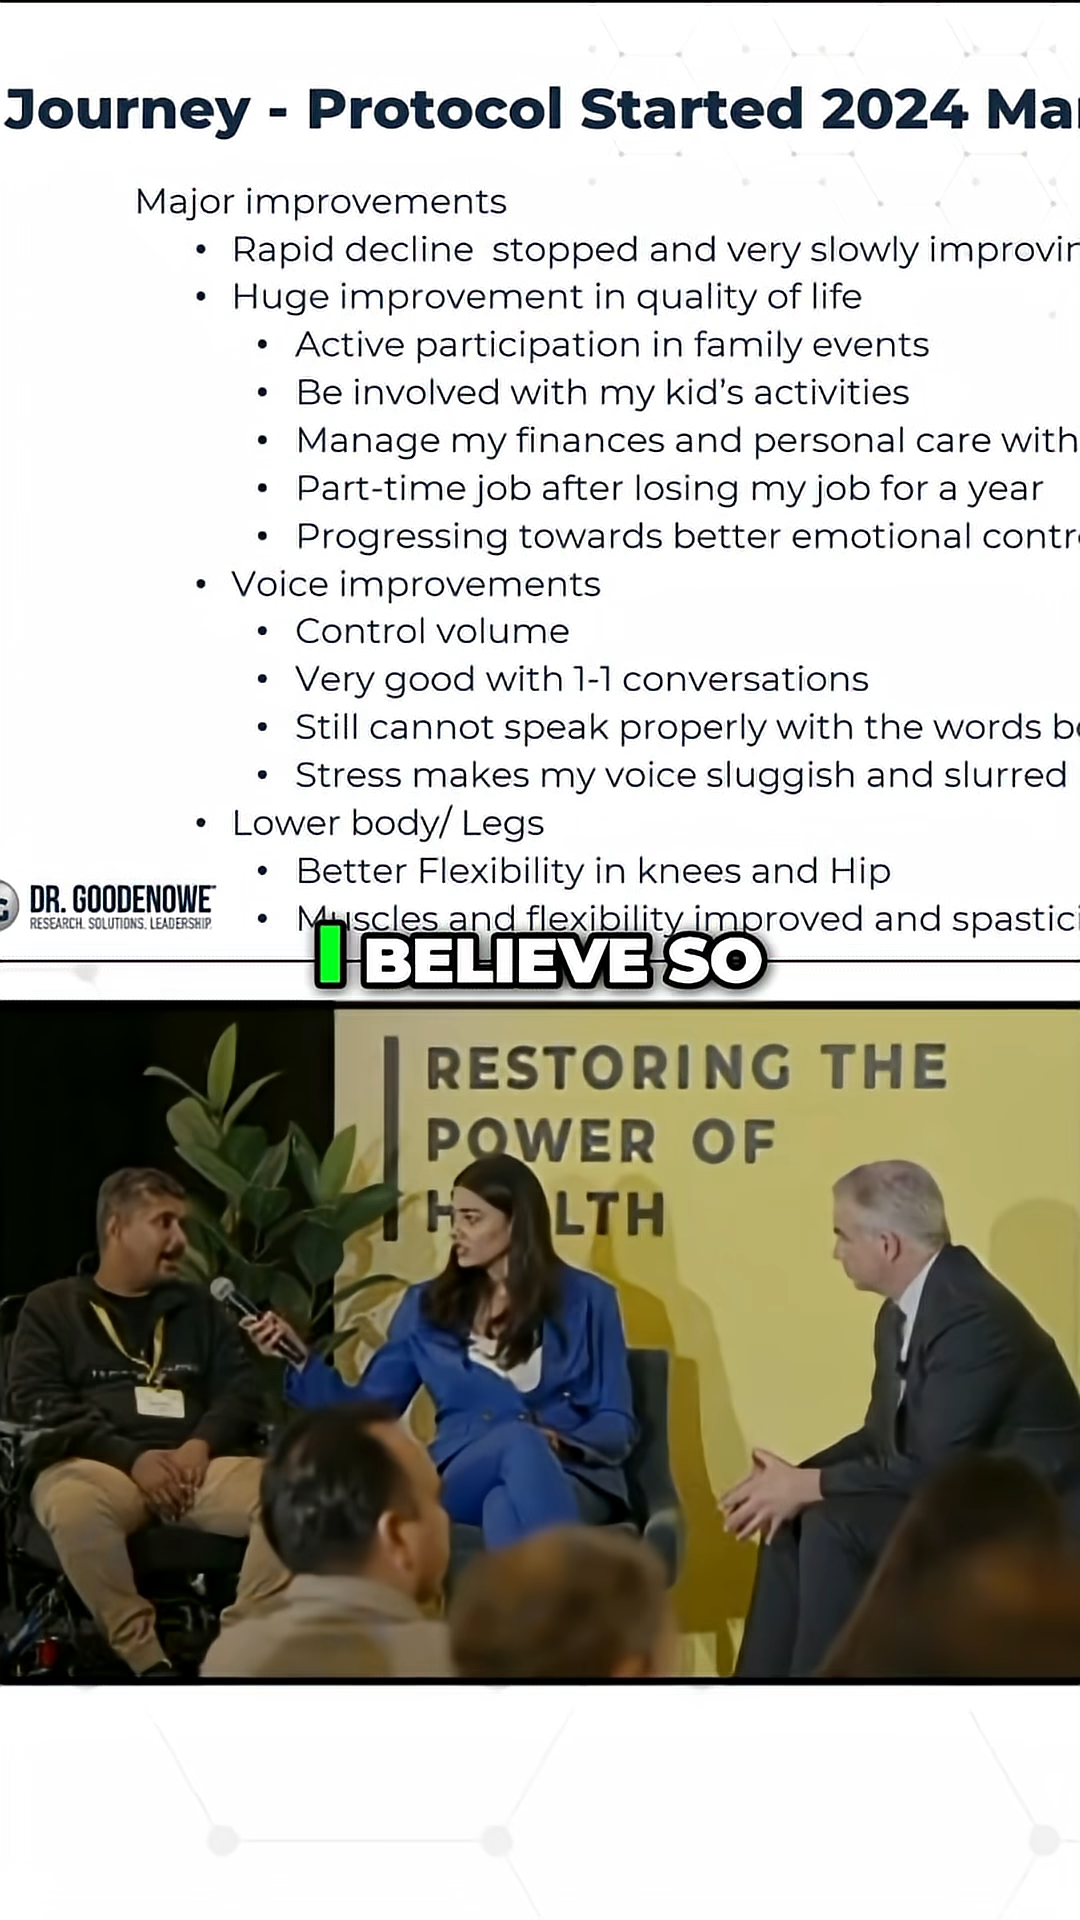 Journey - Protocol Started 2024 Mar
Major improvements
• Rapid decline stopped and very slowly improvin
• Huge improvement in quality of life
• Active participation in family events
• Be involved with my kid's activities
• Manage my finances and personal care with
• Part-time job after losing my job for a year
• Progressing towards better emotional contr
• Voice improvements
• Control volume
• Very good with 1-1 conversations
• Still cannot speak properly with the words be
• Stress makes my voice sluggish and slurred
• Lower body/ Legs
• Better Flexibility in knees and Hip
• Muscles and flexibility improved and spastici
DR. GOODENOWE
RESEARCH. SOLUTIONS. LEADERSHIP.
I BELIEVE SO
RESTORING THE
POWER OF
H LTH